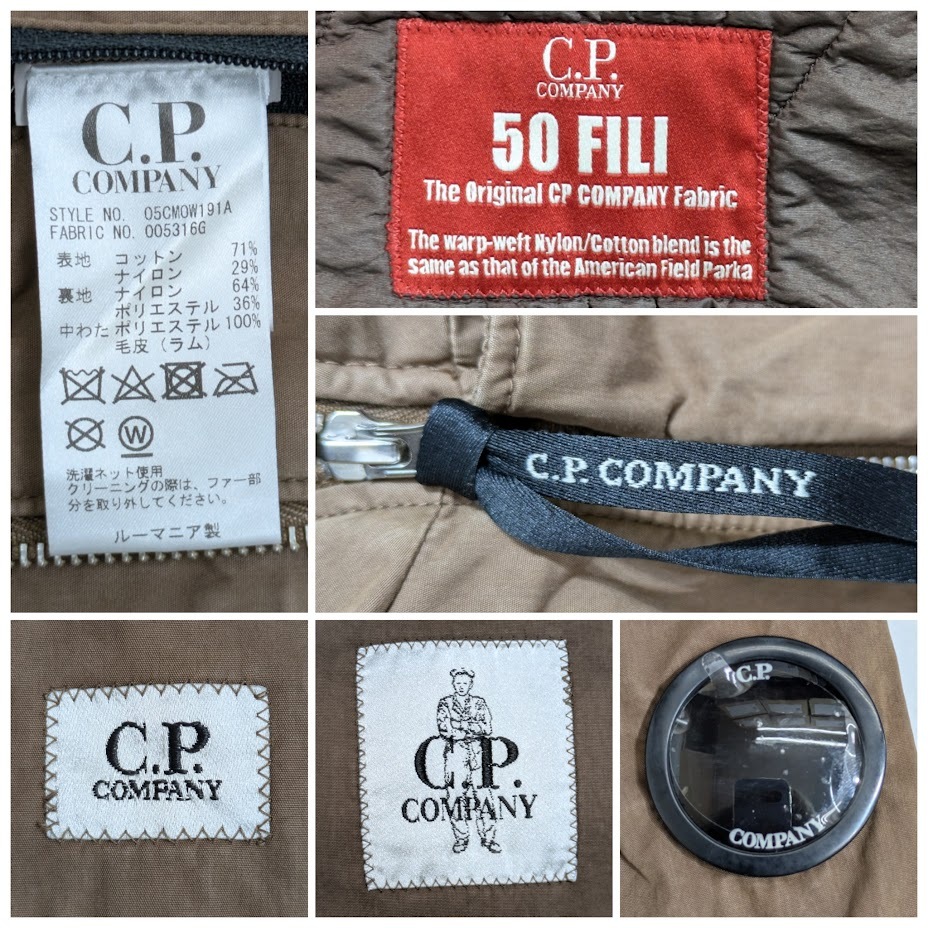 C.P.
COMPANY
STYLE NO. 05CMOW191A
FABRIC NO. 005316G
表地 コットン 71%
ナイロン 29%
裏地 ナイロン 64%
ポリエステル 36%
中わた ポリエステル 100%
毛皮(ラム)
W
洗濯ネット使用
クリーニングの際は、ファー部
分を取り外してください。
ルーマニア製
C.P.
COMPANY
50 FILI
The Original CP COMPANY Fabric
The warp-weft Nylon/Cotton blend is the
same as that of the American Field Parka
C.P. COMPANY
C.P.
COMPANY
C.P.
COMPANY
C.P.
COMPANY